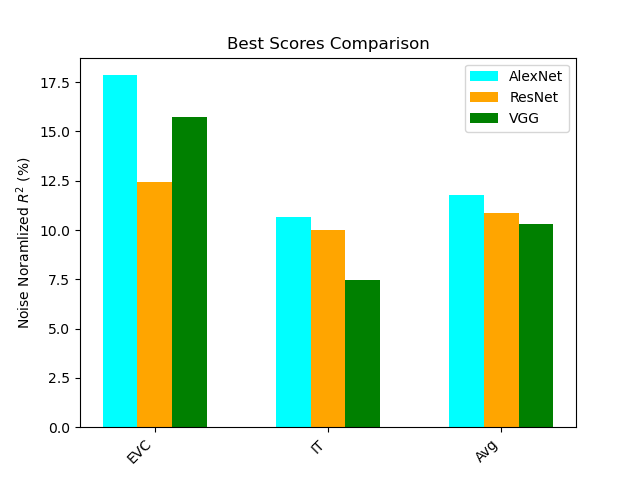 Best Scores Comparison
Noise Noramlized R² (%)
17.5
15.0
12.5
10.0
7.5
5.0
2.5
0.0
AlexNet
ResNet
VGG
EVC
IT
Avg